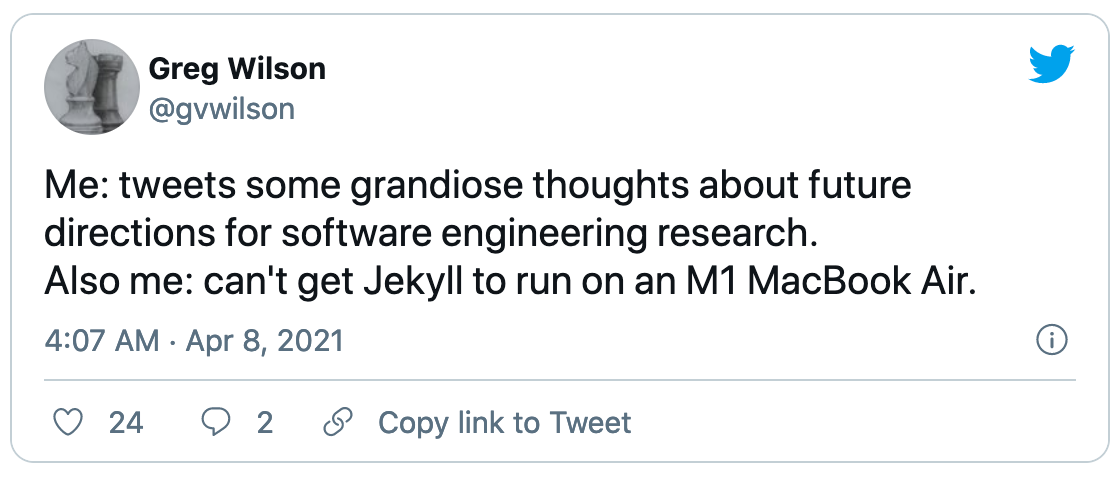 Greg Wilson
@gvwilson
Me: tweets some grandiose thoughts about future
directions for software engineering research.
Also me: can't get Jekyll to run on an M1 MacBook Air.
4:07 AM · Apr 8, 2021
24 2 Copy link to Tweet